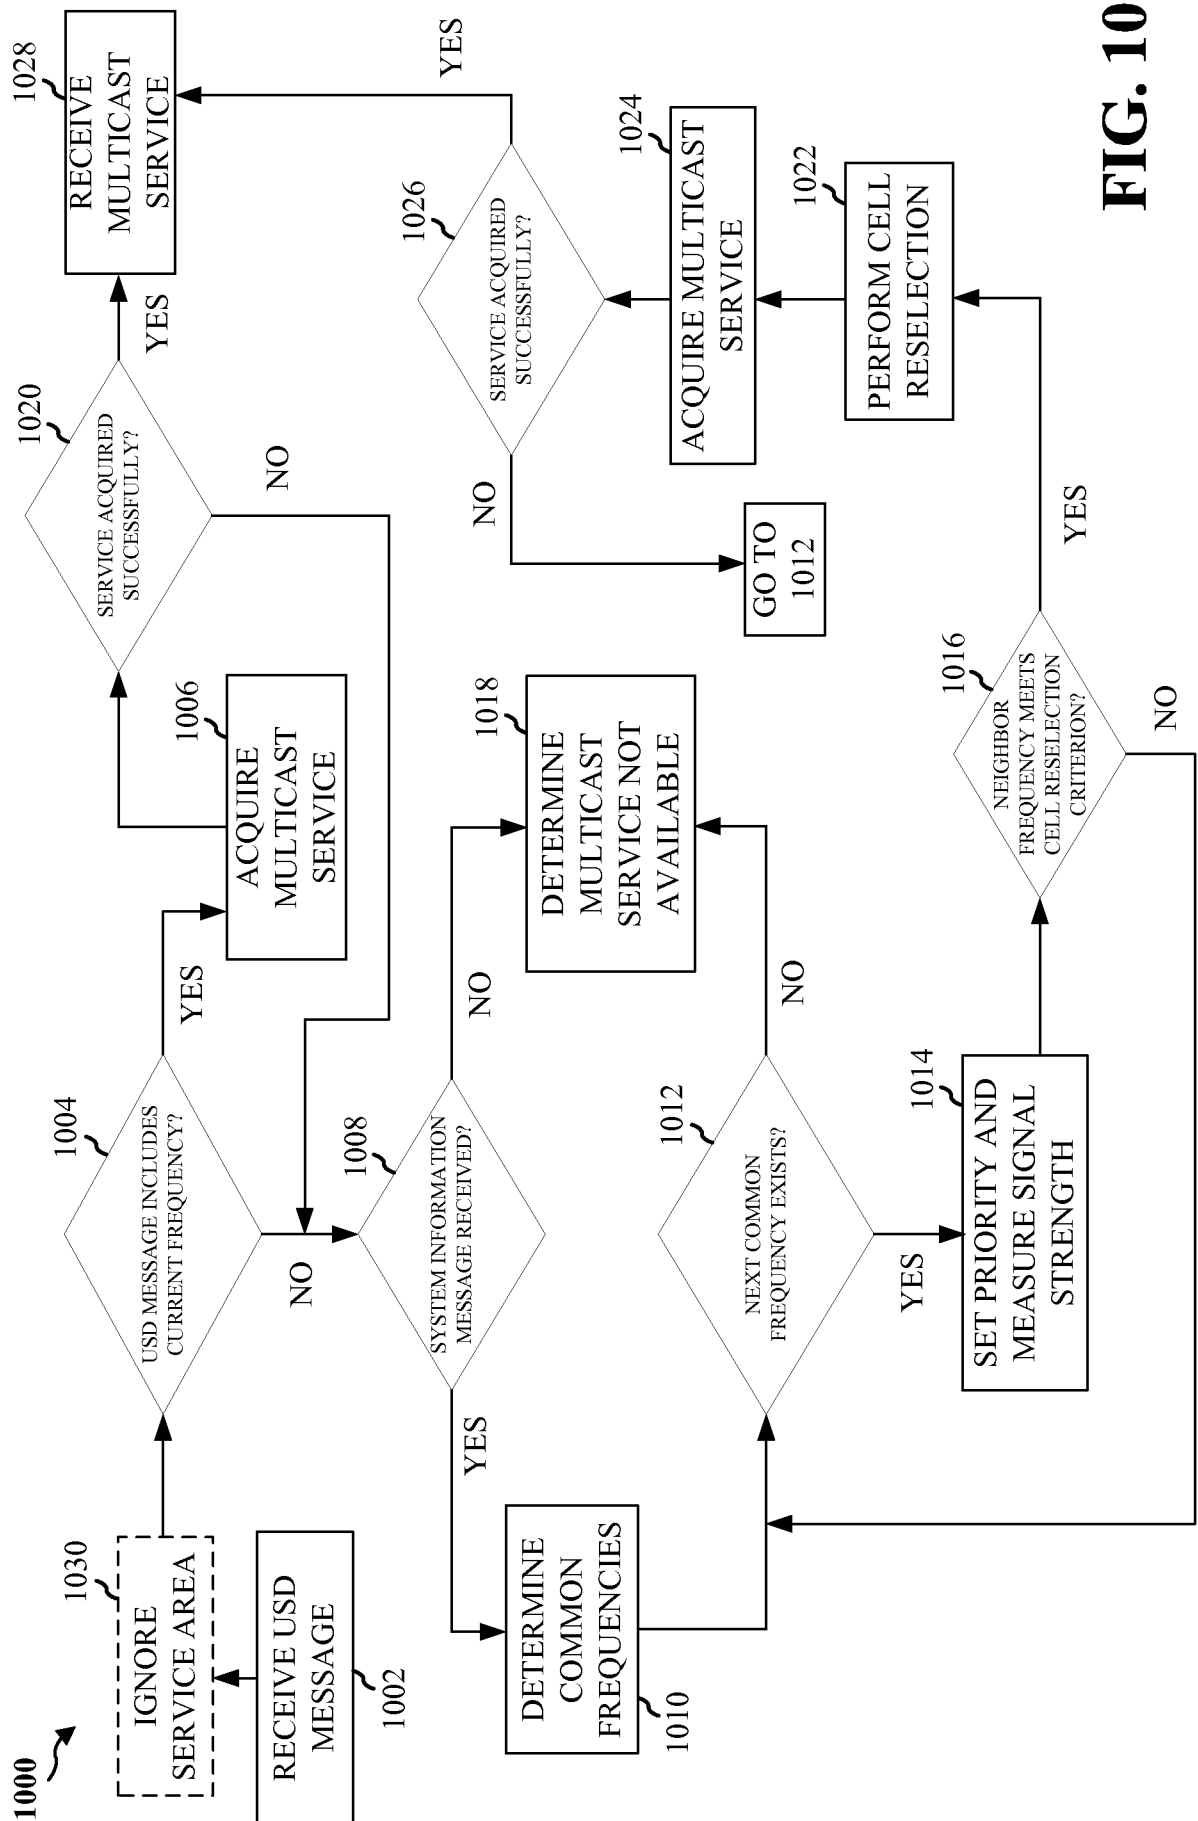 1000
1030
IGNORE
SERVICE AREA
RECEIVE USD
MESSAGE
1002
1004
USD MESSAGE INCLUDES
CURRENT FREQUENCY?
YES
NO
1006
ACQUIRE
MULTICAST
SERVICE
1020
SERVICE ACQUIRED
SUCCESSFULLY?
YES
NO
1028
RECEIVE
MULTICAST
SERVICE
1008
SYSTEM INFORMATION
MESSAGE RECEIVED?
YES
NO
DETERMINE
COMMON
FREQUENCIES
1010
1018
DETERMINE
MULTICAST
SERVICE NOT
AVAILABLE
1012
NEXT COMMON
FREQUENCY EXISTS?
NO
YES
1014
SET PRIORITY AND
MEASURE SIGNAL
STRENGTH
1016
NEIGHBOR
FREQUENCY MEETS
CELL RESELECTION
CRITERION?
YES
NO
1022
PERFORM CELL
RESELECTION
1024
ACQUIRE MULTICAST
SERVICE
1026
SERVICE ACQUIRED
SUCCESSFULLY?
YES
NO
GO TO
1012
FIG. 10